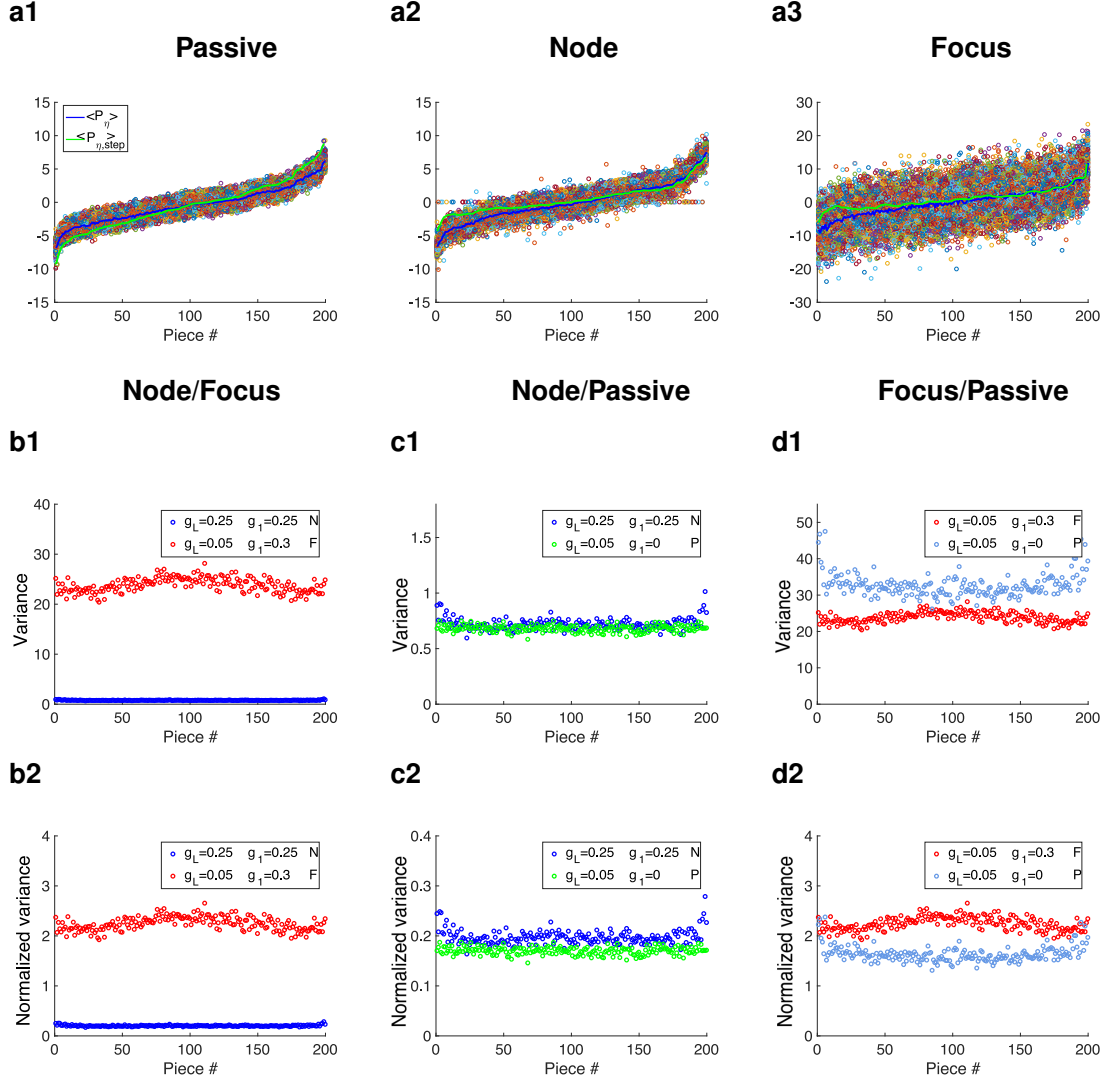 a1
Passive
<P_η>
<P_η,step>
15
10
5
0
-5
-10
-15
0
50
100
150
200
Piece #
a2
Node
15
10
5
0
-5
-10
-15
0
50
100
150
200
Piece #
a3
Focus
30
20
10
0
-10
-20
-30
0
50
100
150
200
Piece #
Node/Focus
b1
g_L=0.25 g_1=0.25 N
g_L=0.05 g_1=0.3 F
Variance
40
30
20
10
0
0
50
100
150
200
Piece #
Node/Passive
c1
g_L=0.25 g_1=0.25 N
g_L=0.05 g_1=0 P
Variance
1.5
1
0.5
0
0
50
100
150
200
Piece #
Focus/Passive
d1
g_L=0.05 g_1=0.3 F
g_L=0.05 g_1=0 P
Variance
50
40
30
20
10
0
0
50
100
150
200
Piece #
b2
g_L=0.25 g_1=0.25 N
g_L=0.05 g_1=0.3 F
Normalized variance
4
3
2
1
0
0
50
100
150
200
Piece #
c2
g_L=0.25 g_1=0.25 N
g_L=0.05 g_1=0 P
Normalized variance
0.4
0.3
0.2
0.1
0
0
50
100
150
200
Piece #
d2
g_L=0.05 g_1=0.3 F
g_L=0.05 g_1=0 P
Normalized variance
4
3
2
1
0
0
50
100
150
200
Piece #